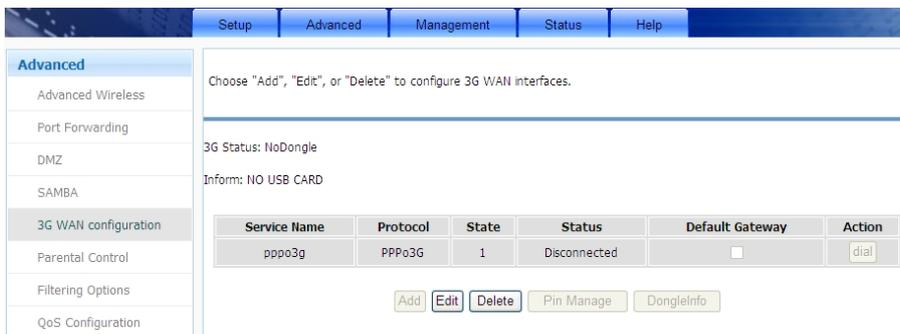 Setup Advanced Management Status Help
Advanced
Advanced Wireless
Port Forwarding
DMZ
SAMBA
3G WAN configuration
Parental Control
Filtering Options
QoS Configuration
Choose "Add", "Edit", or "Delete" to configure 3G WAN interfaces.
3G Status: NoDongle
Inform: NO USB CARD
Service Name Protocol State Status Default Gateway Action
pppo3g PPPo3G 1 Disconnected dial
Add Edit Delete Pin Manage DongleInfo